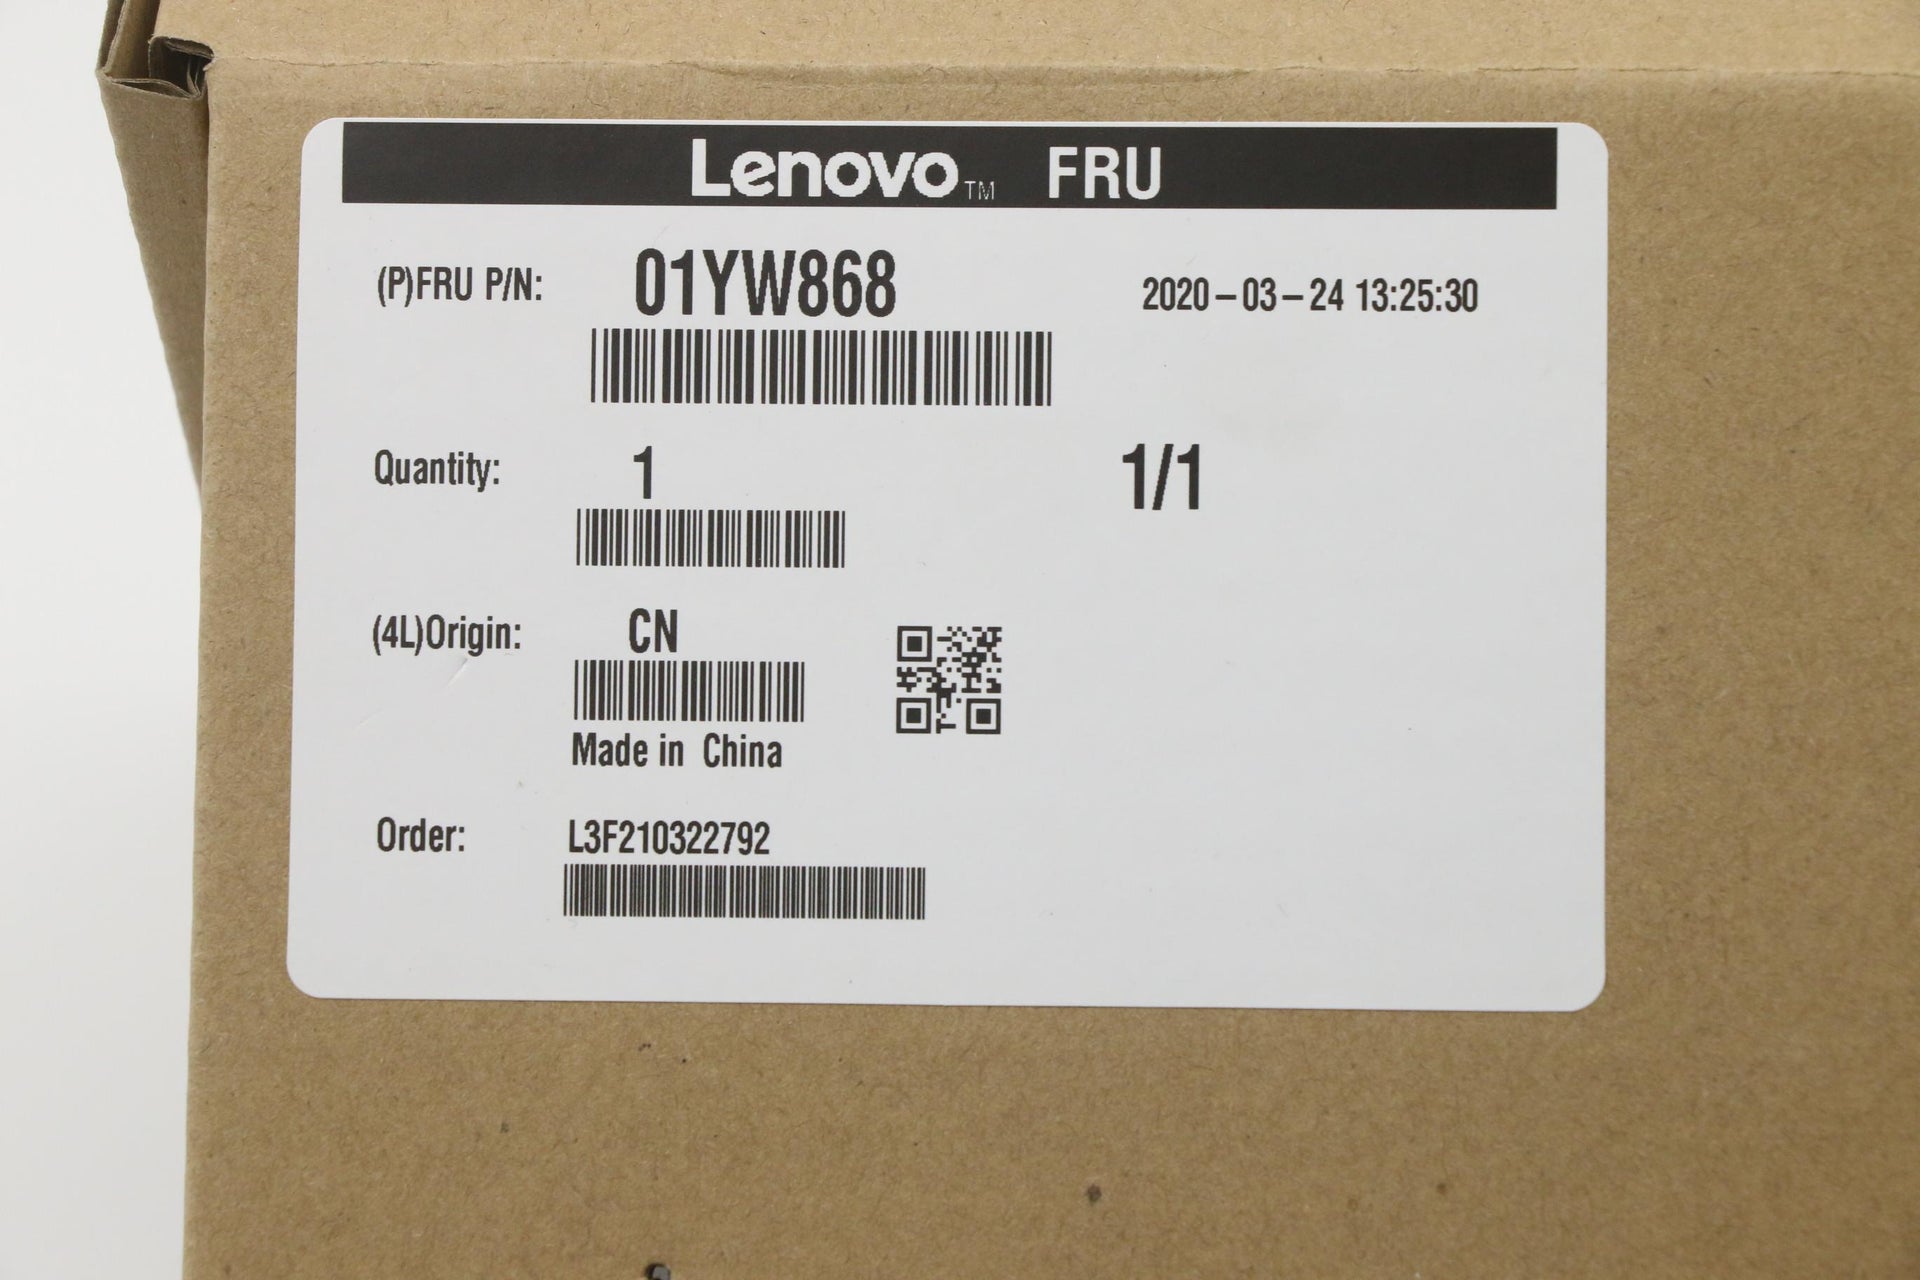 Lenovo™ FRU
(P)FRU P/N: 01YW868 2020-03-24 13:25:30
Quantity: 1 1/1
(4L)Origin: CN
Made in China
Order: L3F210322792